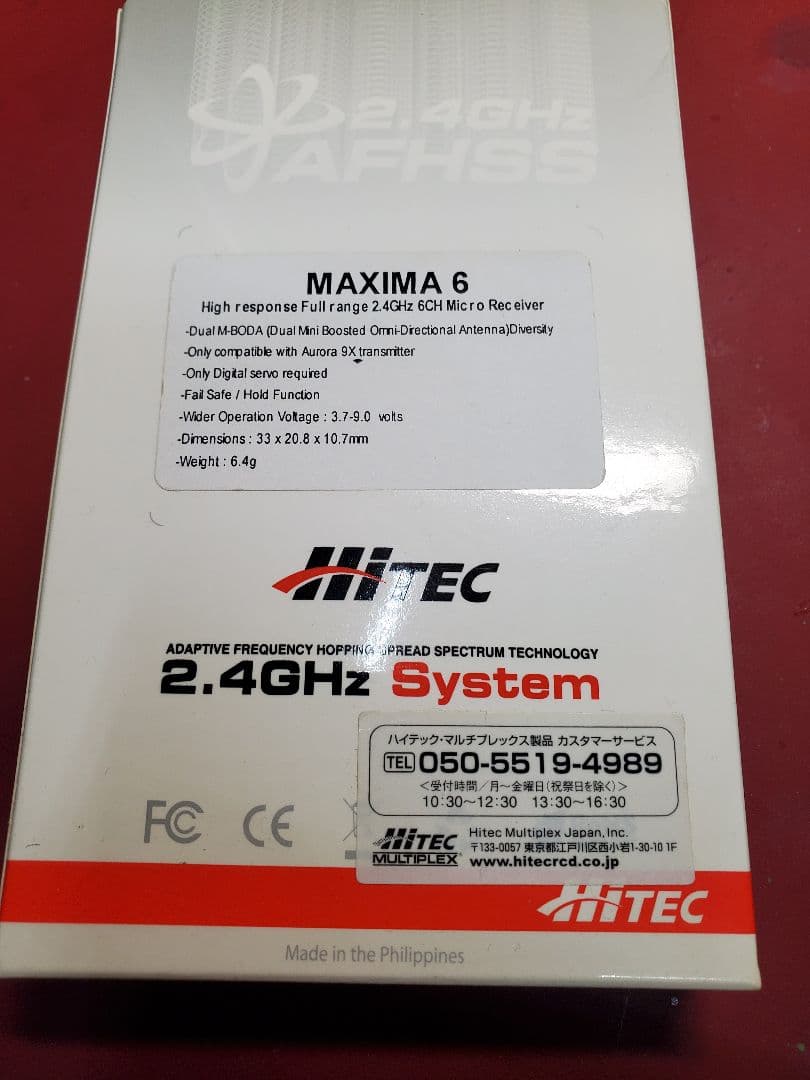 2.4GHz
AFHSS
MAXIMA 6
High response Full range 2.4GHz 6CH Micro Receiver
-Dual M-BODA (Dual Mini Boosted Omni-Directional Antenna)Diversity
-Only compatible with Aurora 9X transmitter
-Only Digital servo required
-Fail Safe / Hold Function
-Wider Operation Voltage : 3.7-9.0 volts
-Dimensions : 33 x 20.8 x 10.7mm
-Weight : 6.4g
HiTEC
ADAPTIVE FREQUENCY HOPPING SPREAD SPECTRUM TECHNOLOGY
2.4GHz System
ハイテック・マルチプレックス製品 カスタマーサービス
TEL 050-5519-4989
<受付時間/月~金曜日(祝祭日を除く)>
10:30~12:30 13:30~16:30
HiTEC
MULTIPLEX
Hitec Multiplex Japan, Inc.
〒133-0057 東京都江戸川区西小岩1-30-10 1F
www.hitecrcd.co.jp
FC CE
HiTEC
Made in the Philippines